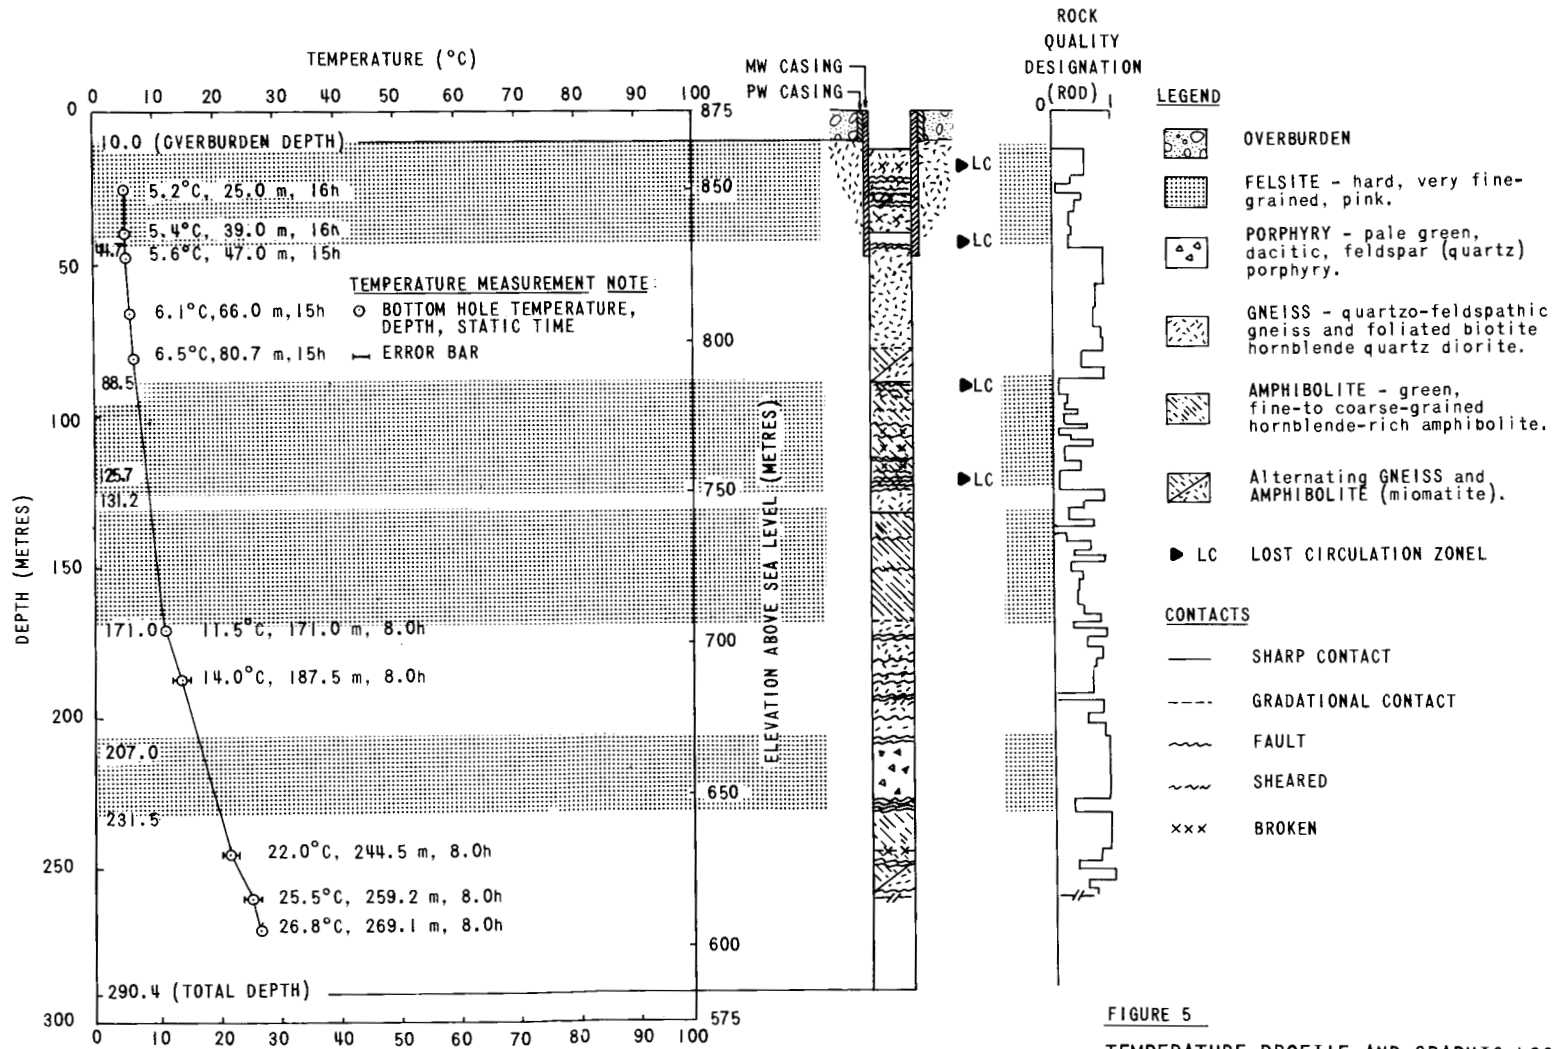 TEMPERATURE (°C)
0 10 20 30 40 50 60 70 80 90 100
0
50
100
150
200
250
300
DEPTH (METRES)
10.0 (OVERBURDEN DEPTH)
5.2°C, 25.0 m, 16h
5.4°C, 39.0 m, 16h
44.7
5.6°C, 47.0 m, 15h
TEMPERATURE MEASUREMENT NOTE:
BOTTOM HOLE TEMPERATURE,
DEPTH, STATIC TIME
ERROR BAR
6.1°C,66.0 m,15h
6.5°C,80.7 m,15h
88.5
125.7
131.2
171.0
11.5°C, 171.0 m, 8.0h
14.0°C, 187.5 m, 8.0h
207.0
231.5
22.0°C, 244.5 m, 8.0h
25.5°C, 259.2 m, 8.0h
26.8°C, 269.1 m, 8.0h
290.4 (TOTAL DEPTH)
0 10 20 30 40 50 60 70 80 90 100
875
850
800
750
700
650
600
575
ELEVATION ABOVE SEA LEVEL (METRES)
MW CASING
PW CASING
LC
LC
LC
LC
ROCK
QUALITY
DESIGNATION
(ROD)
0 1
LEGEND
OVERBURDEN
FELSITE - hard, very fine-
grained, pink.
PORPHYRY - pale green,
dacitic, feldspar (quartz)
porphyry.
GNEISS - quartzo-feldspathic
gneiss and foliated biotite
hornblende quartz diorite.
AMPHIBOLITE - green,
fine-to coarse-grained
hornblende-rich amphibolite.
Alternating GNEISS and
AMPHIBOLITE (miomatite).
LC LOST CIRCULATION ZONEL
CONTACTS
SHARP CONTACT
GRADATIONAL CONTACT
FAULT
SHEARED
xxx BROKEN
FIGURE 5
TEMPERATURE PROFILE AND GRAPHIC LOG